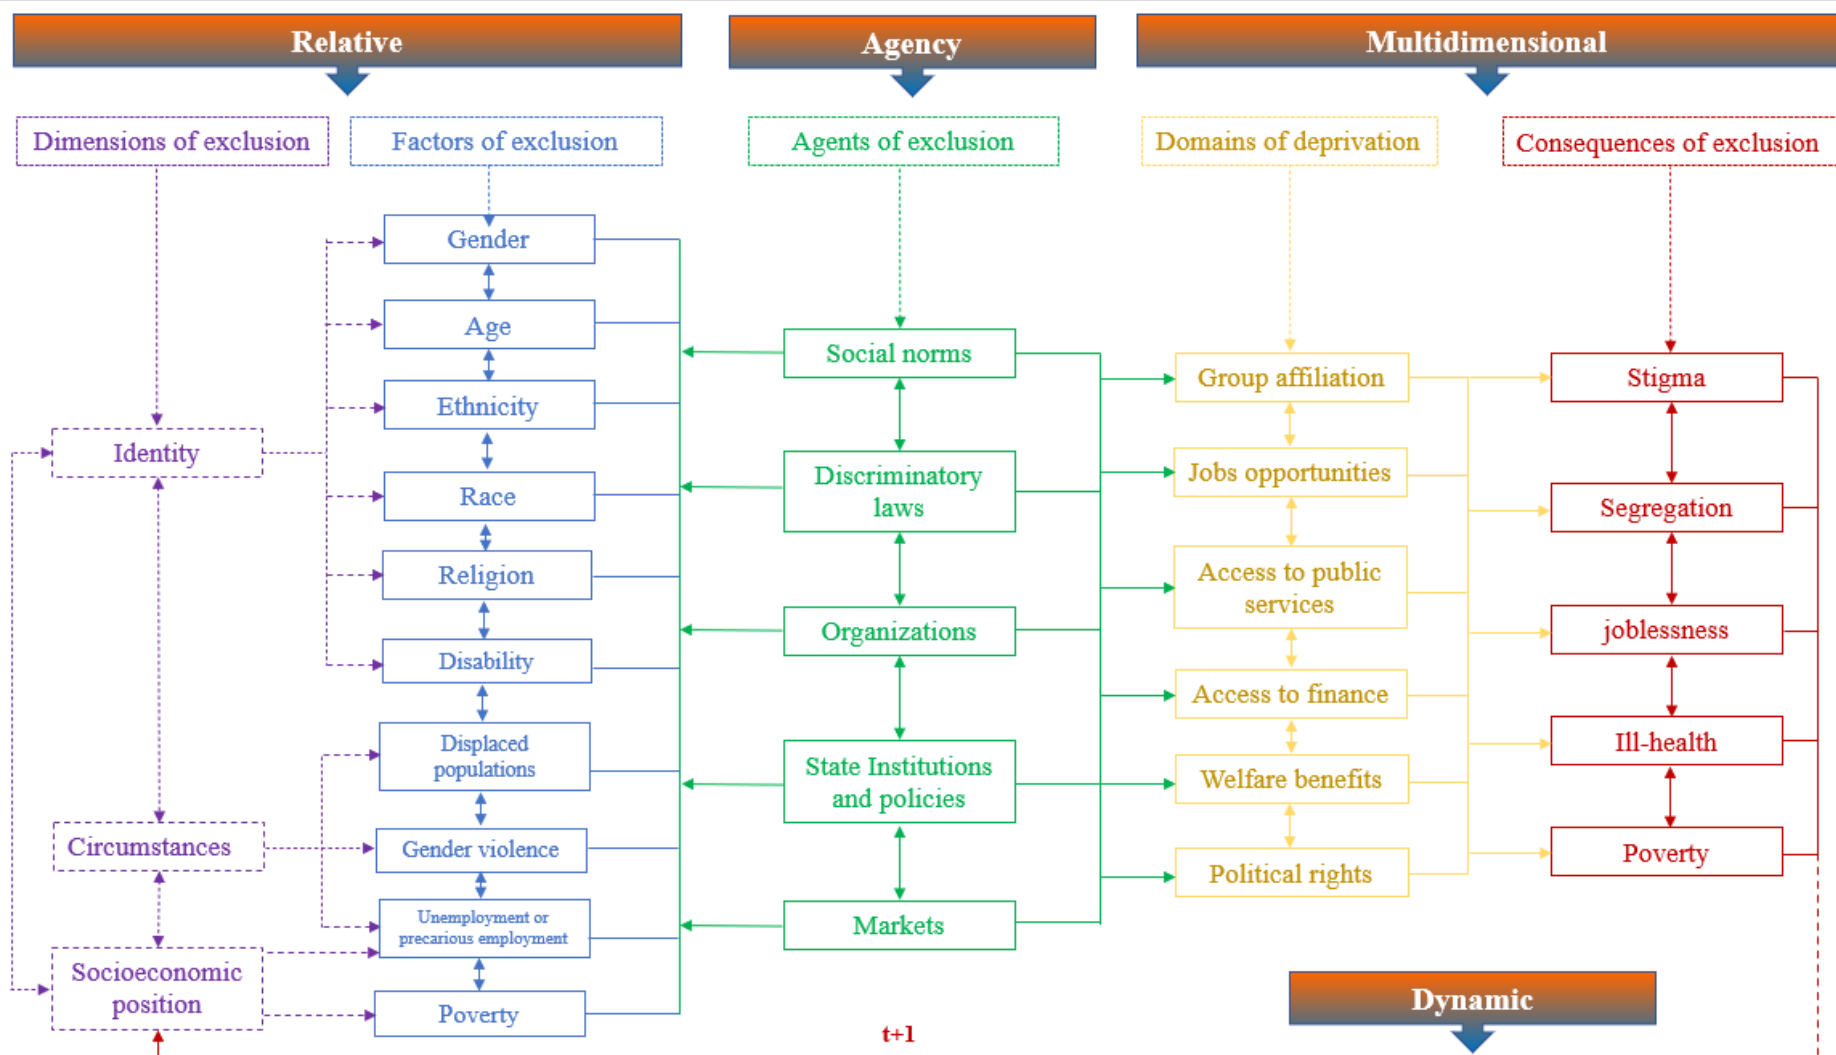 Relative
Agency
Multidimensional
Dimensions of exclusion
Factors of exclusion
Agents of exclusion
Domains of deprivation
Consequences of exclusion
Identity
Circumstances
Socioeconomic
position
Gender
Age
Ethnicity
Race
Religion
Disability
Displaced
populations
Gender violence
Unemployment or
precarious employment
Poverty
Social norms
Discriminatory
laws
Organizations
State Institutions
and policies
Markets
Group affiliation
Jobs opportunities
Access to public
services
Access to finance
Welfare benefits
Political rights
Stigma
Segregation
joblessness
Ill-health
Poverty
Dynamic
t+1